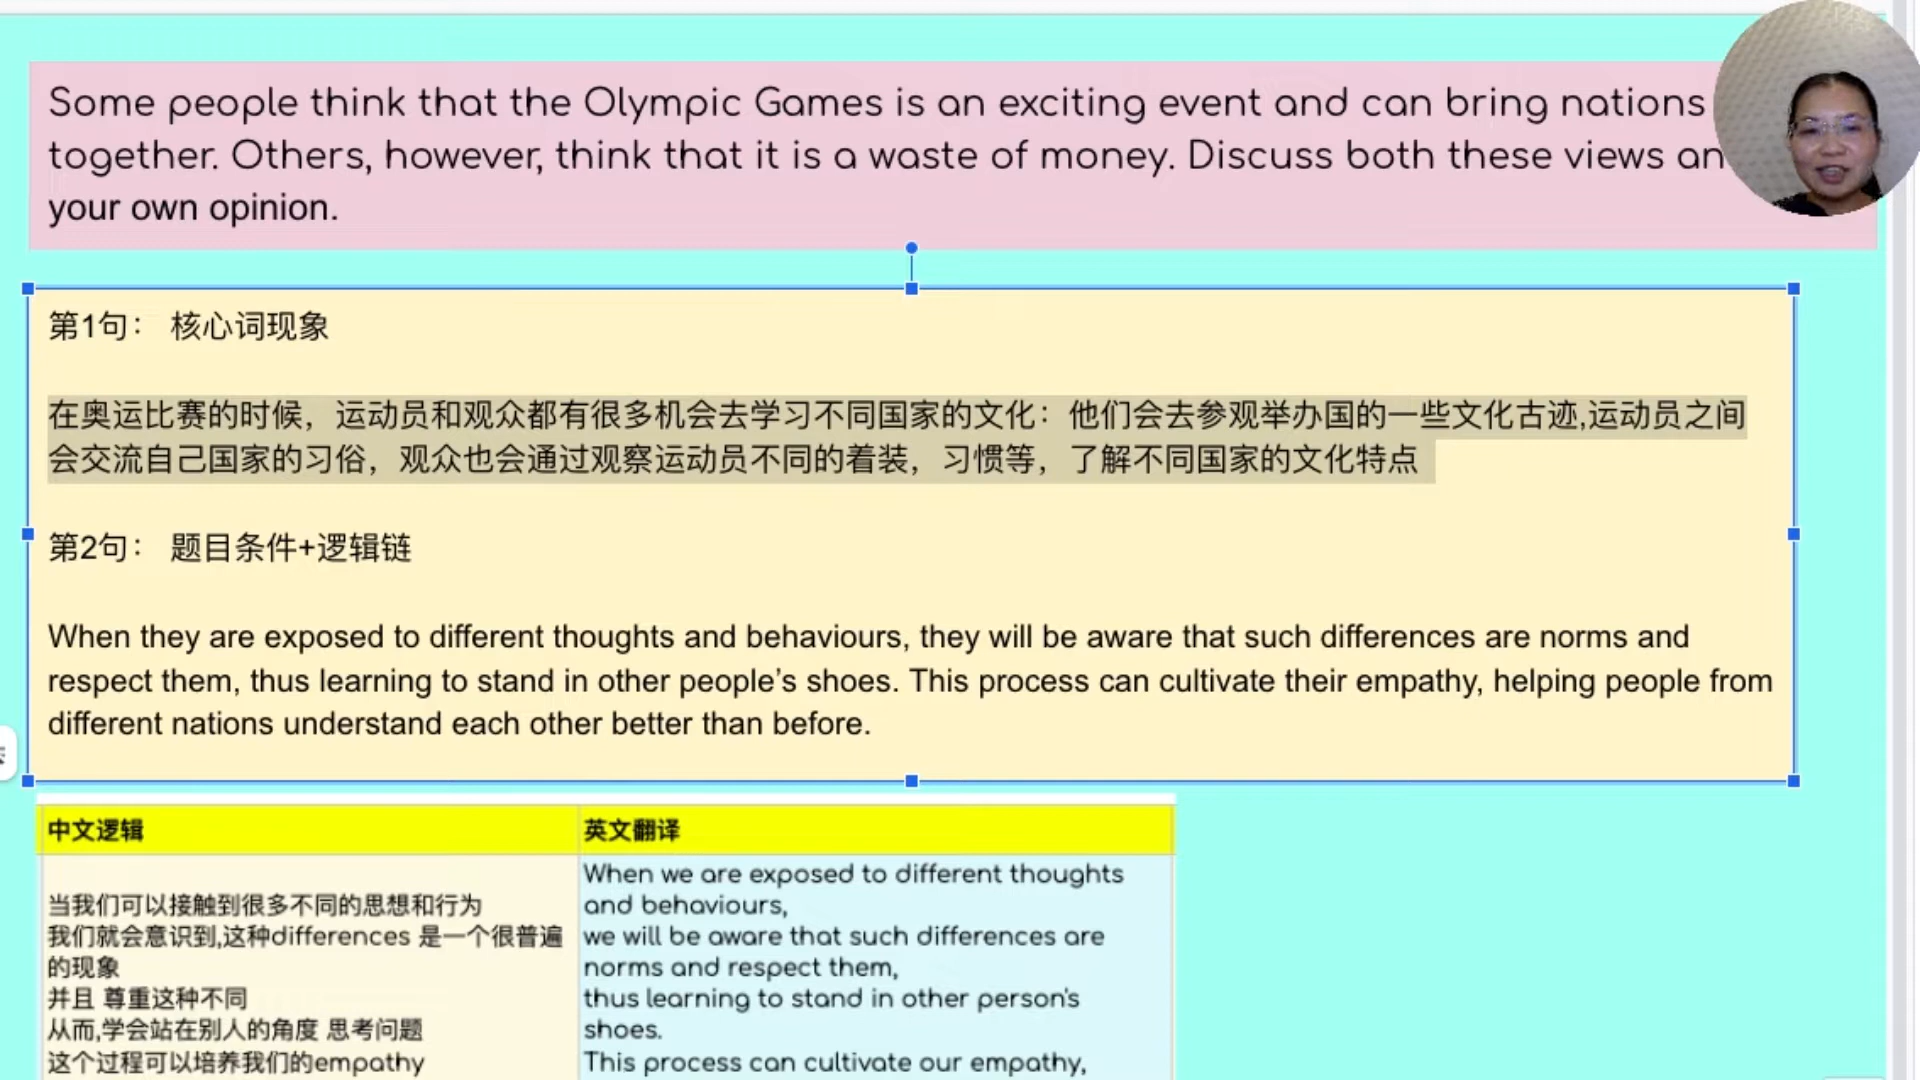 Some people think that the Olympic Games is an exciting event and can bring nations
together. Others, however, think that it is a waste of money. Discuss both these views an
your own opinion.
第1句： 核心词现象
在奥运比赛的时候，运动员和观众都有很多机会去学习不同国家的文化：他们会去参观举办国的一些文化古迹,运动员之间
会交流自己国家的习俗，观众也会通过观察运动员不同的着装，习惯等，了解不同国家的文化特点
第2句： 题目条件+逻辑链
When they are exposed to different thoughts and behaviours, they will be aware that such differences are norms and
respect them, thus learning to stand in other people’s shoes. This process can cultivate their empathy, helping people from
different nations understand each other better than before.
中文逻辑
英文翻译
当我们可以接触到很多不同的思想和行为
我们就会意识到,这种differences 是一个很普遍
的现象
并且 尊重这种不同
从而,学会站在别人的角度 思考问题
这个过程可以培养我们的empathy
When we are exposed to different thoughts
and behaviours,
we will be aware that such differences are
norms and respect them,
thus learning to stand in other person's
shoes.
This process can cultivate our empathy,